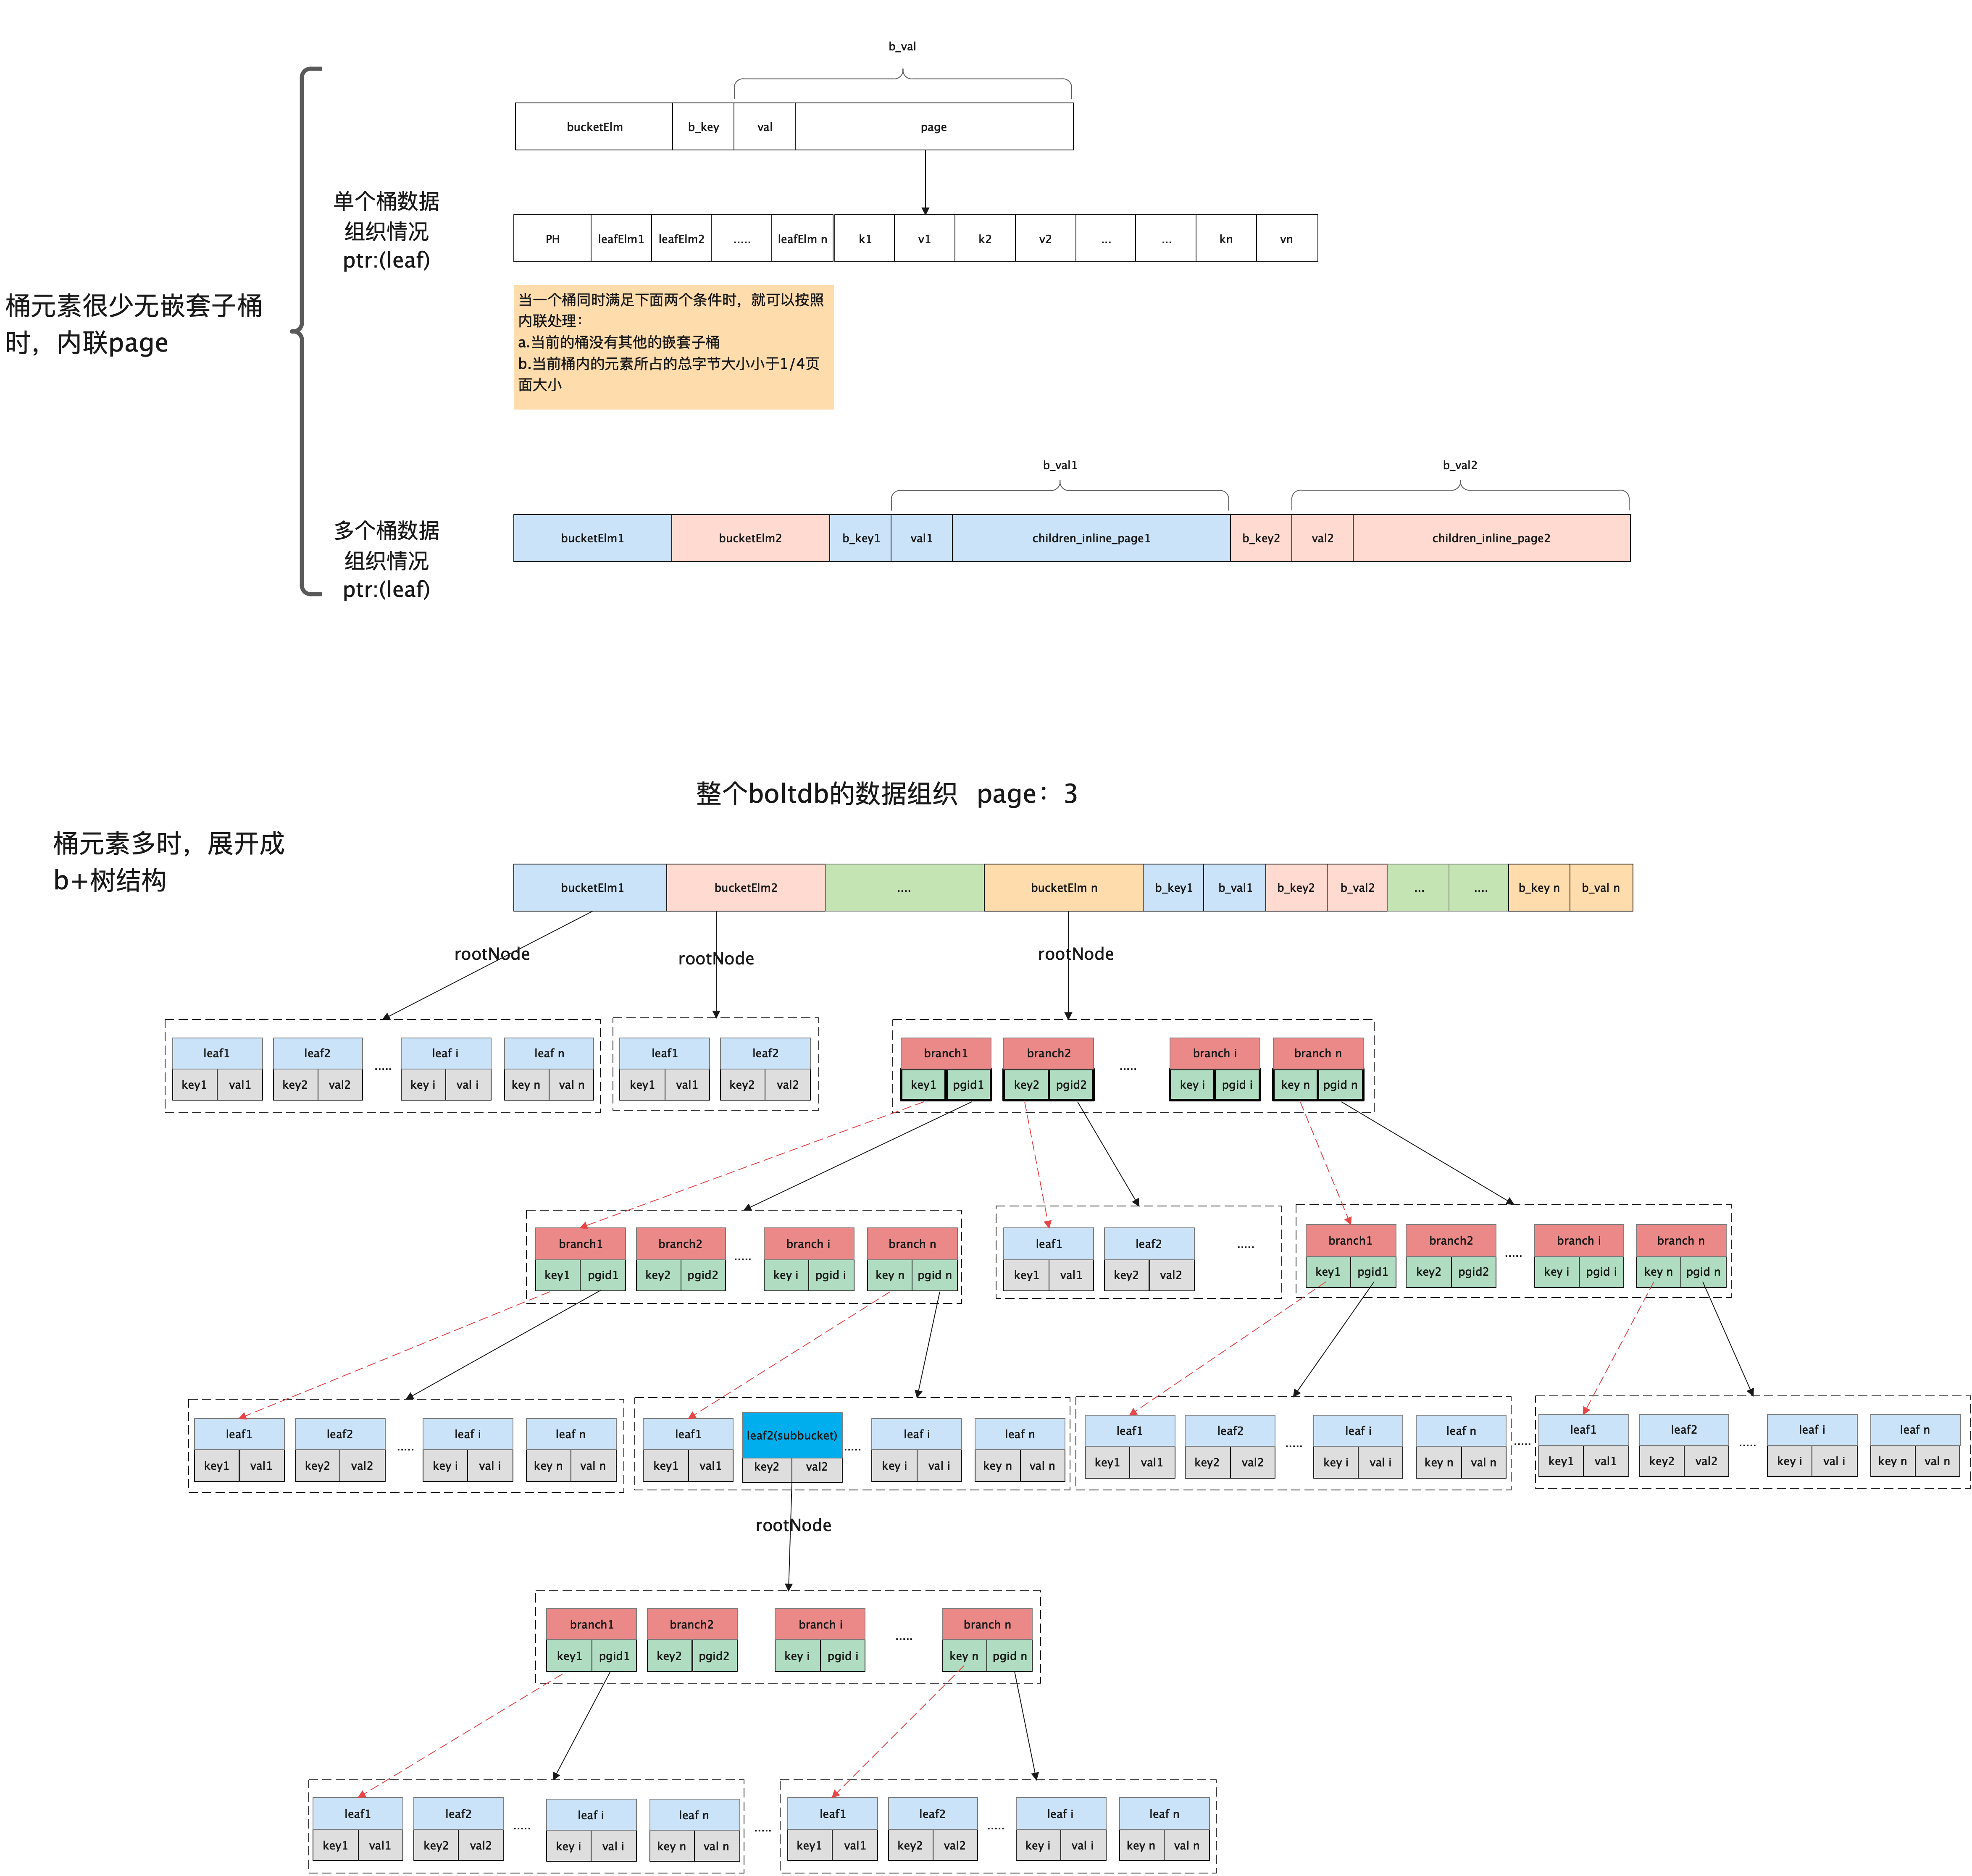 b_val
bucketElm b_key val page
单个桶数据
组织情况
ptr:(leaf)
PH leafElm1 leafElm2 ..... leafElm n k1 v1 k2 v2 ... ... kn vn
桶元素很少无嵌套子桶
时，内联page
当一个桶同时满足下面两个条件时，就可以按照
内联处理：
a.当前的桶没有其他的嵌套子桶
b.当前桶内的元素所占的总字节大小小于1/4页
面大小
b_val1 b_val2
多个桶数据
组织情况
ptr:(leaf)
bucketElm1 bucketElm2 b_key1 val1 children_inline_page1 b_key2 val2 children_inline_page2
整个boltdb的数据组织 page：3
桶元素多时，展开成
b+树结构
bucketElm1 bucketElm2 .... bucketElm n b_key1 b_val1 b_key2 b_val2 ... .... b_key n b_val n
rootNode rootNode rootNode
leaf1 leaf2 ..... leaf i leaf n leaf1 leaf2 branch1 branch2 ..... branch i branch n
key1 val1 key2 val2 key i val i key n val n key1 val1 key2 val2 key1 pgid1 key2 pgid2 key i pgid i key n pgid n
branch1 branch2 ..... branch i branch n leaf1 leaf2 ..... branch1 branch2 ..... branch i branch n
key1 pgid1 key2 pgid2 key i pgid i key n pgid n key1 val1 key2 val2 key1 pgid1 key2 pgid2 key i pgid i key n pgid n
leaf1 leaf2 ..... leaf i leaf n leaf1 leaf2(subbucket) ..... leaf i leaf n leaf1 leaf2 ..... leaf i leaf n ..... leaf1 leaf2 ..... leaf i leaf n
key1 val1 key2 val2 key i val i key n val n key1 val1 key2 val2 key i val i key n val n key1 val1 key2 val2 key i val i key n val n key1 val1 key2 val2 key i val i key n val n
rootNode
branch1 branch2 branch i ..... branch n
key1 pgid1 key2 pgid2 key i pgid i key n pgid n
leaf1 leaf2 ..... leaf i leaf n ..... leaf1 leaf2 ..... leaf i leaf n
key1 val1 key2 val2 key i val i key n val n key1 val1 key2 val2 key i val i key n val n